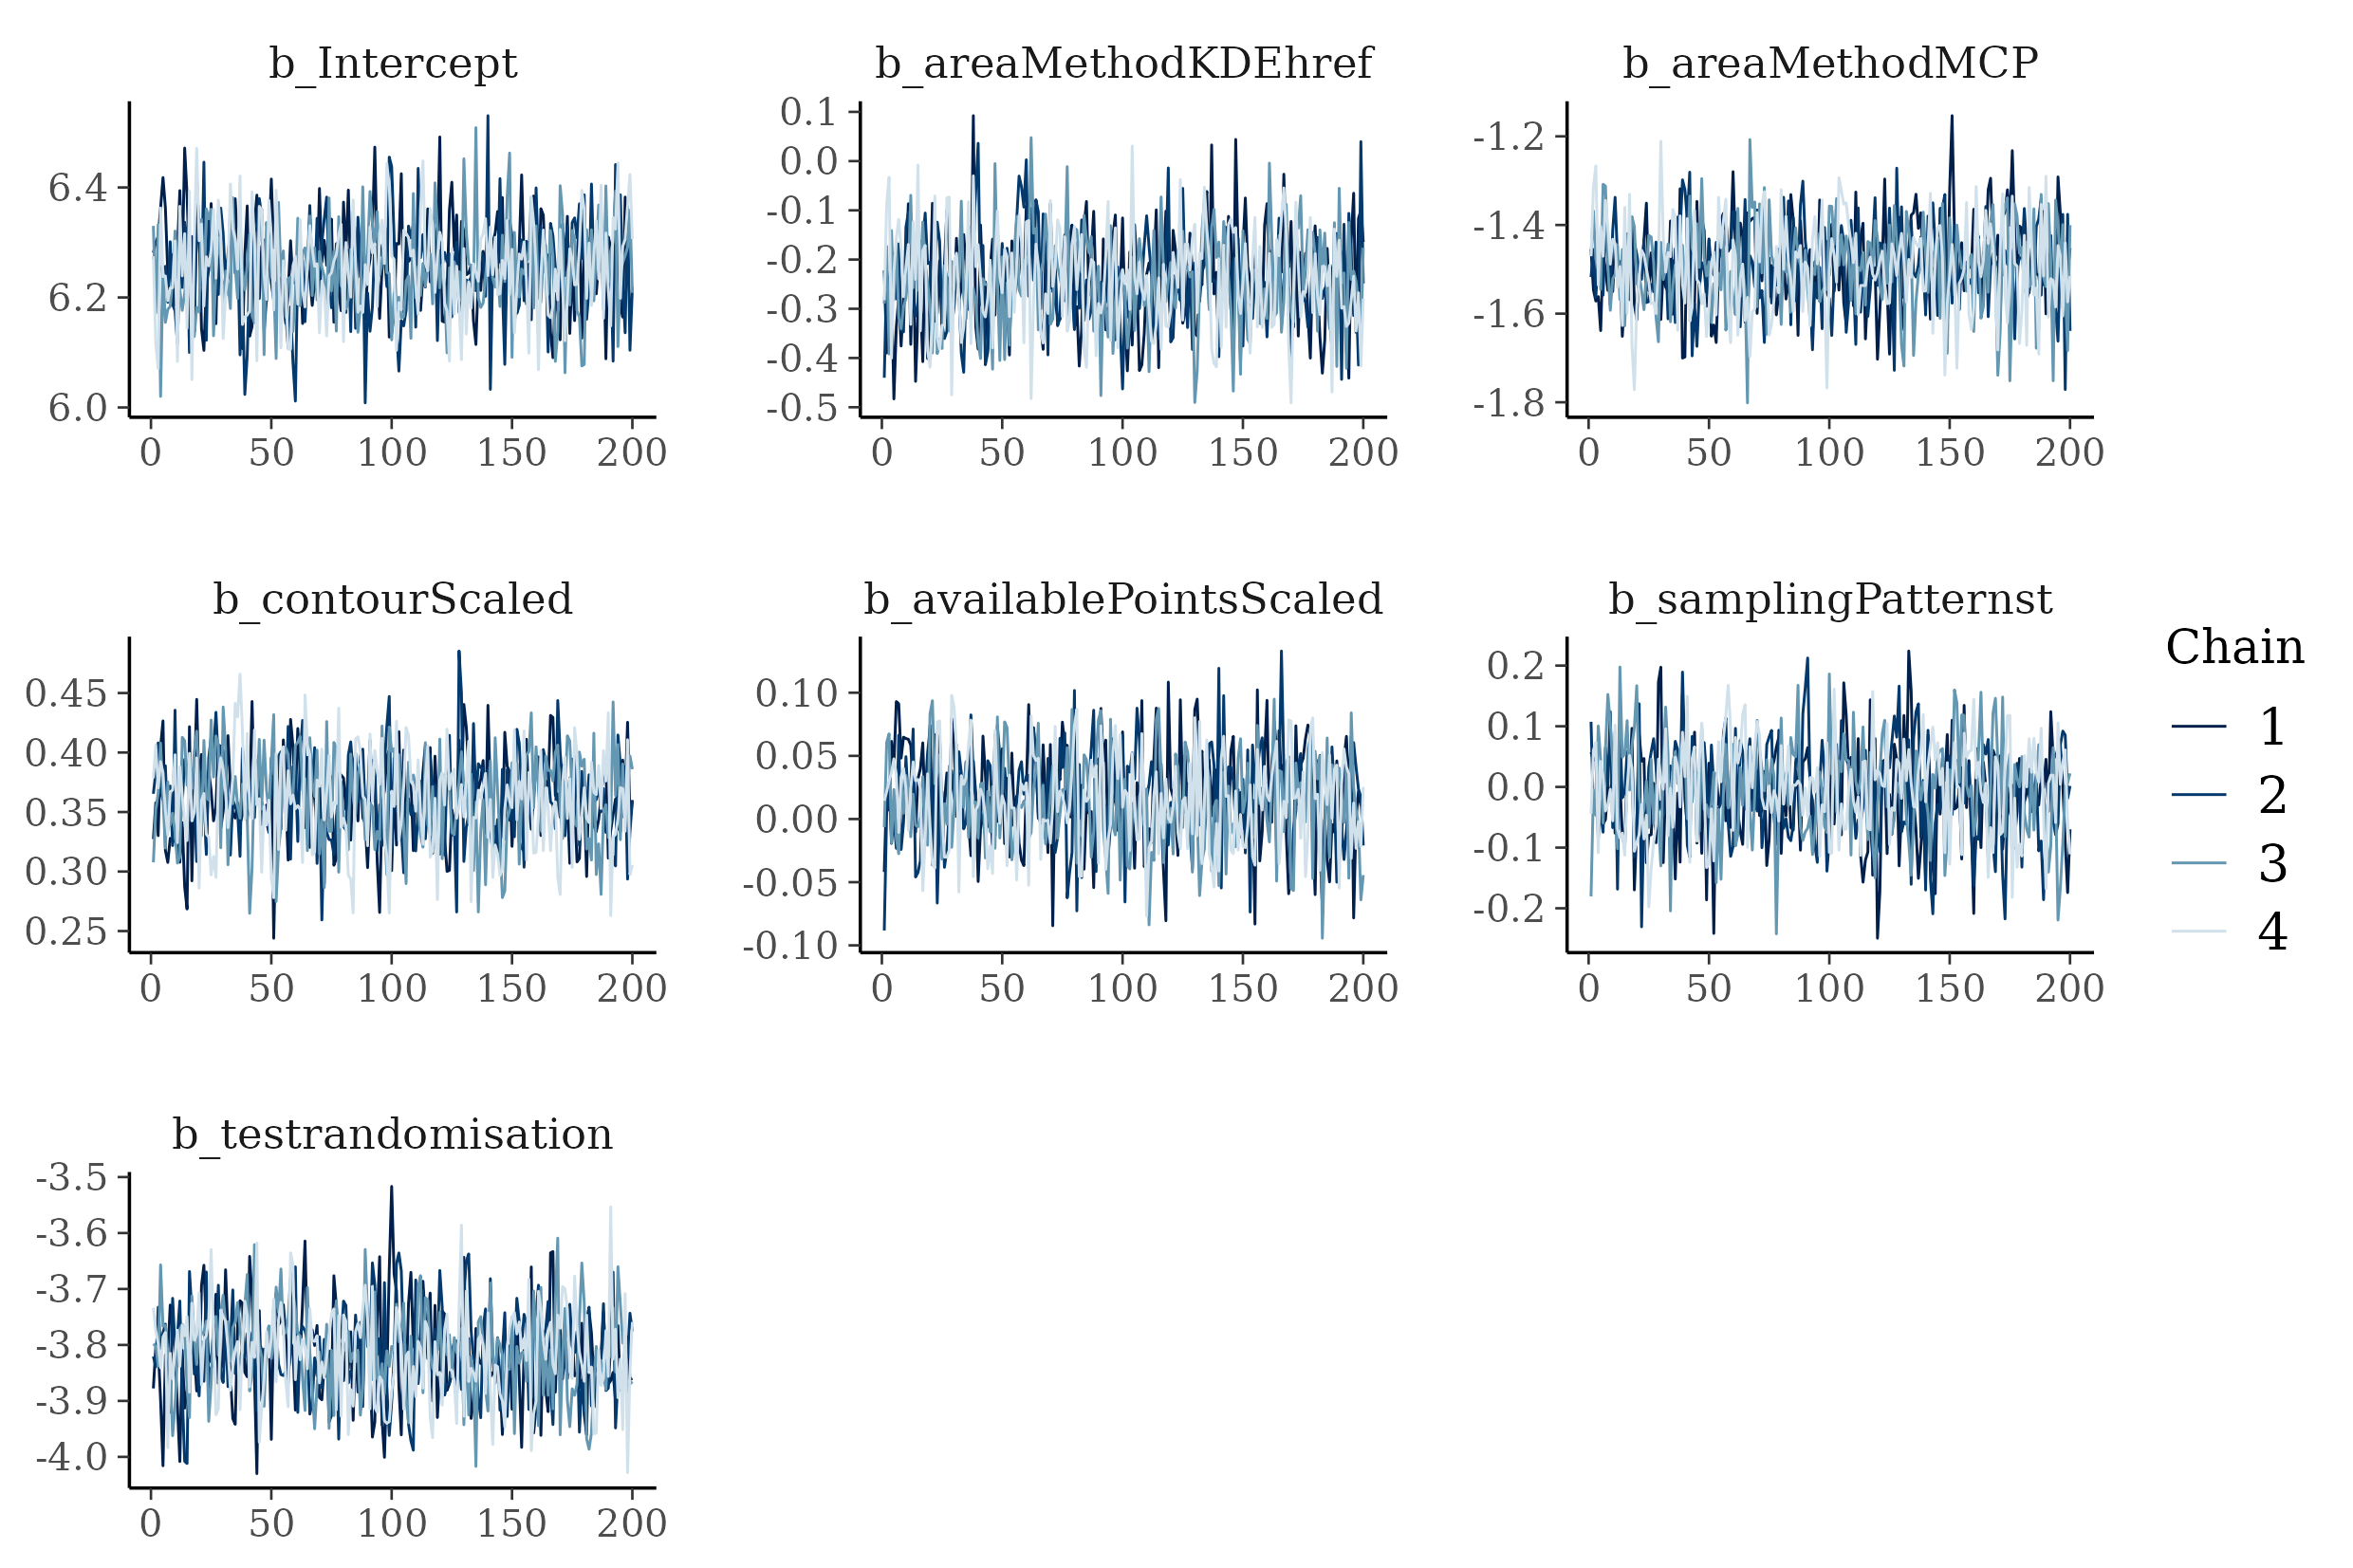 b_Intercept
6.4
6.2
6.0
0 50 100 150 200
b_areaMethodKDEhref
0.1
0.0
-0.1
-0.2
-0.3
-0.4
-0.5
0 50 100 150 200
b_areaMethodMCP
-1.2
-1.4
-1.6
-1.8
0 50 100 150 200
b_contourScaled
0.45
0.40
0.35
0.30
0.25
0 50 100 150 200
b_availablePointsScaled
0.10
0.05
0.00
-0.05
-0.10
0 50 100 150 200
b_samplingPatternst
0.2
0.1
0.0
-0.1
-0.2
0 50 100 150 200
Chain
1
2
3
4
b_testrandomisation
-3.5
-3.6
-3.7
-3.8
-3.9
-4.0
0 50 100 150 200